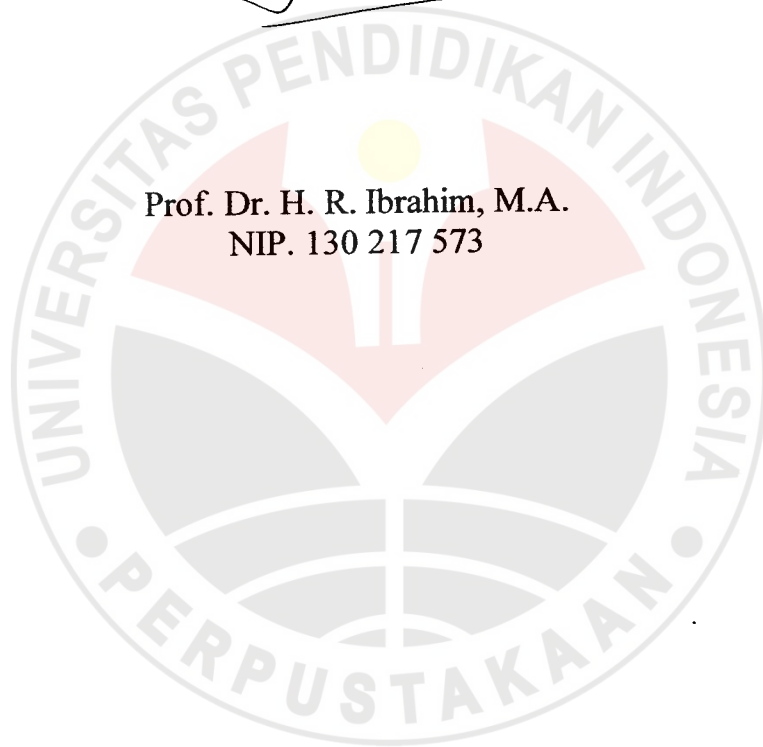 UNIVERSITAS PENDIDIKAN INDONESIA
Prof. Dr. H. R. Ibrahim, M.A.
NIP. 130 217 573
PERPUSTAKAAN